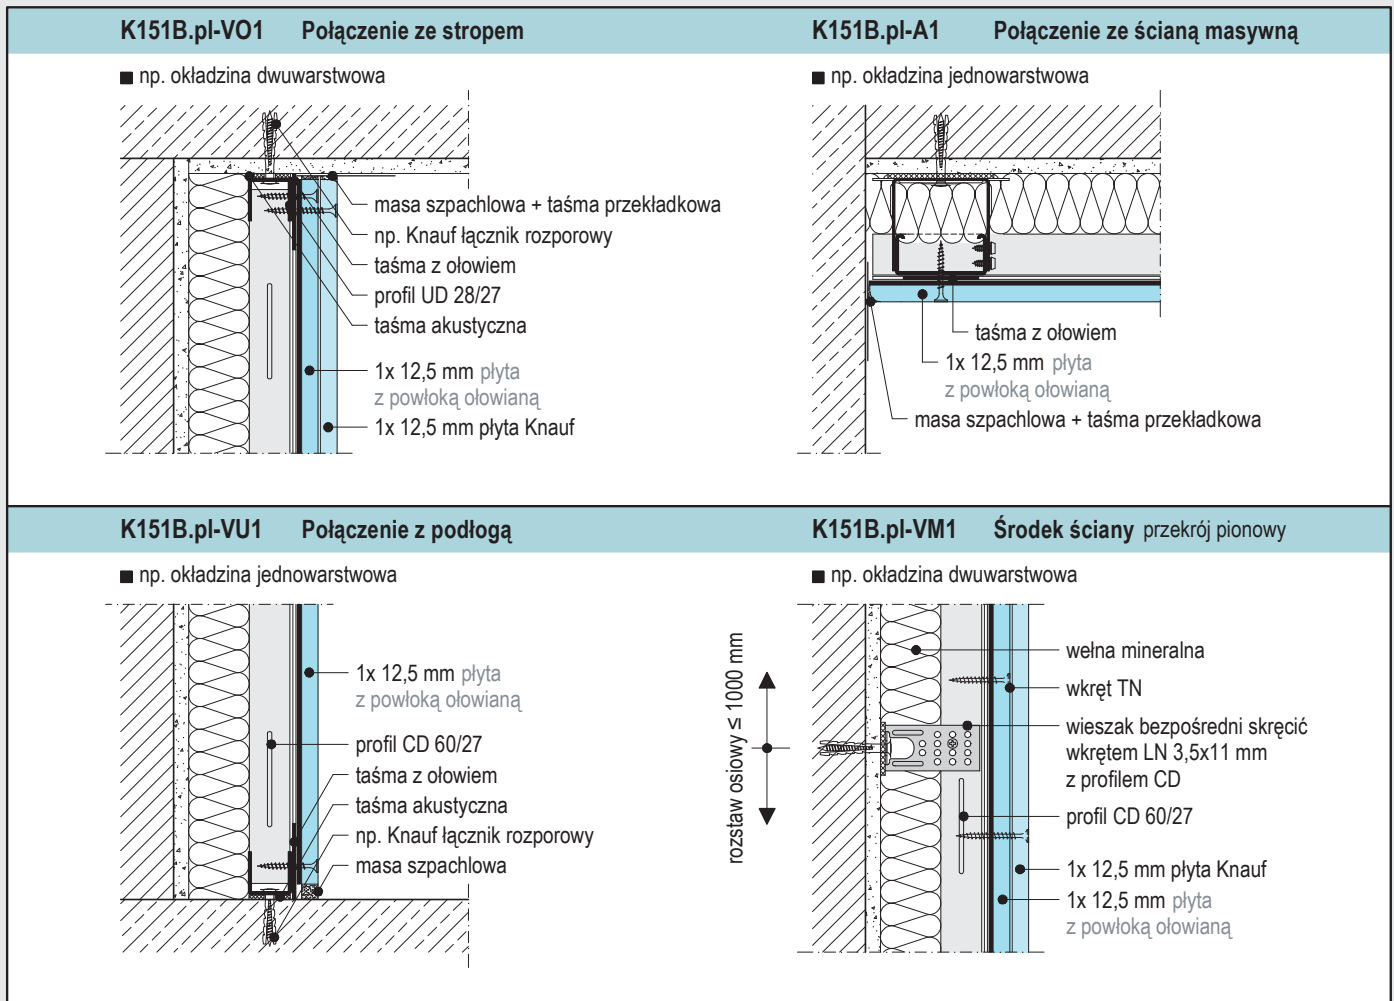 K151B.pl-VO1 Połączenie ze stropem
■ np. okładzina dwuwarstwowa
masa szpachlowa + taśma przekładkowa
np. Knauf łącznik rozporowy
taśma z ołowiem
profil UD 28/27
taśma akustyczna
1x 12,5 mm płyta
z powłoką ołowianą
1x 12,5 mm płyta Knauf
K151B.pl-A1 Połączenie ze ścianą masywną
■ np. okładzina jednowarstwowa
taśma z ołowiem
1x 12,5 mm płyta
z powłoką ołowianą
masa szpachlowa + taśma przekładkowa
K151B.pl-VU1 Połączenie z podłogą
■ np. okładzina jednowarstwowa
1x 12,5 mm płyta
z powłoką ołowianą
profil CD 60/27
taśma z ołowiem
taśma akustyczna
np. Knauf łącznik rozporowy
masa szpachlowa
K151B.pl-VM1 Środek ściany przekrój pionowy
■ np. okładzina dwuwarstwowa
rozstaw osiowy ≤ 1000 mm
wełna mineralna
wkręt TN
wieszak bezpośredni skręcić
wkrętem LN 3,5x11 mm
z profilem CD
profil CD 60/27
1x 12,5 mm płyta Knauf
1x 12,5 mm płyta
z powłoką ołowianą